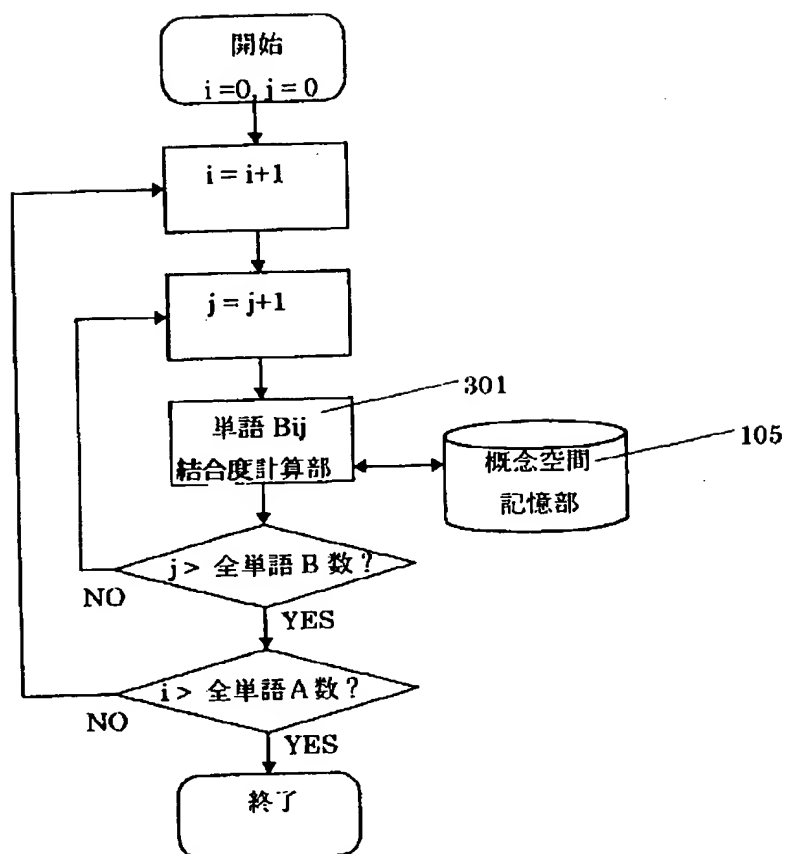 開始
i =0, j = 0
i = i+1
j = j+1
301
単語 Bij
結合度計算部
105
概念空間
記憶部
j > 全単語 B 数 ?
NO
YES
i > 全単語 A 数 ?
NO
YES
終了